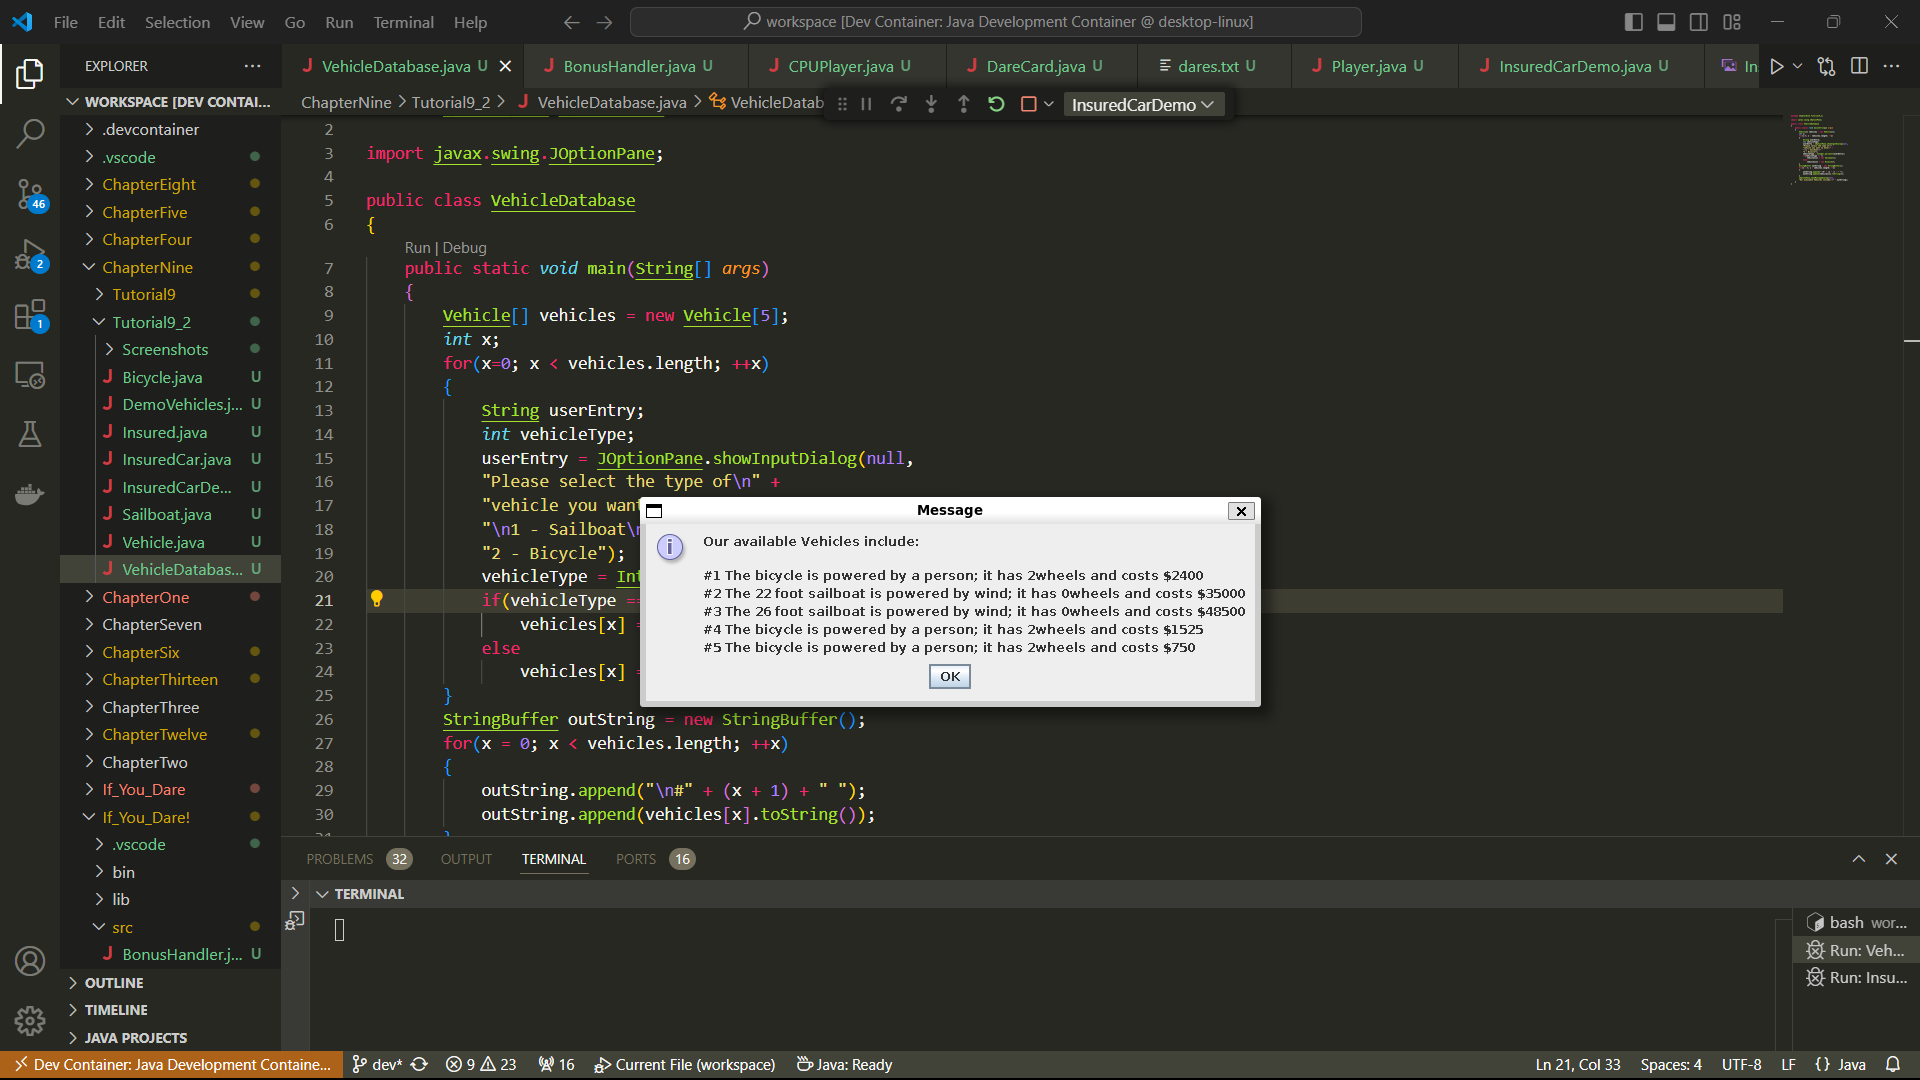 File Edit Selection View Go Run Terminal Help
workspace [Dev Container: Java Development Container @ desktop-linux]
EXPLORER
VehicleDatabase.java U
BonusHandler.java U
CPUPlayer.java U
DareCard.java U
dares.txt U
Player.java U
InsuredCarDemo.java U
In
WORKSPACE [DEV CONTAI...
ChapterNine > Tutorial9_2 > VehicleDatabase.java > VehicleDatab
InsuredCarDemo
.devcontainer
.vscode
ChapterEight
ChapterFive
ChapterFour
ChapterNine
Tutorial9
Tutorial9_2
Screenshots
Bicycle.java U
DemoVehicles.j... U
Insured.java U
InsuredCar.java U
InsuredCarDe... U
Sailboat.java U
Vehicle.java U
VehicleDatabas... U
ChapterOne
ChapterSeven
ChapterSix
ChapterThirteen
ChapterThree
ChapterTwelve
ChapterTwo
If_You_Dare
If_You_Dare!
.vscode
bin
lib
src
BonusHandler.j... U
OUTLINE
TIMELINE
JAVA PROJECTS
46
2
1
2
3 import javax.swing.JOptionPane;
4
5 public class VehicleDatabase
6 {
Run | Debug
7 public static void main(String[] args)
8 {
9 Vehicle[] vehicles = new Vehicle[5];
10 int x;
11 for(x=0; x < vehicles.length; ++x)
12 {
13 String userEntry;
14 int vehicleType;
15 userEntry = JOptionPane.showInputDialog(null,
16 "Please select the type of\n" +
17 "vehicle you want
18 "\n1 - Sailboat\n
19 "2 - Bicycle");
20 vehicleType = Int
21 if(vehicleType ==
22 vehicles[x] =
23 else
24 vehicles[x] =
25 }
26 StringBuffer outString = new StringBuffer();
27 for(x = 0; x < vehicles.length; ++x)
28 {
29 outString.append("\n#" + (x + 1) + " ");
30 outString.append(vehicles[x].toString());
31 }
Message
Our available Vehicles include:
#1 The bicycle is powered by a person; it has 2wheels and costs $2400
#2 The 22 foot sailboat is powered by wind; it has 0wheels and costs $35000
#3 The 26 foot sailboat is powered by wind; it has 0wheels and costs $48500
#4 The bicycle is powered by a person; it has 2wheels and costs $1525
#5 The bicycle is powered by a person; it has 2wheels and costs $750
OK
PROBLEMS 32 OUTPUT TERMINAL PORTS 16
TERMINAL
bash wor...
Run: Veh...
Run: Insu...
Dev Container: Java Development Containe... dev* 9 23 16 Current File (workspace) Java: Ready Ln 21, Col 33 Spaces: 4 UTF-8 LF {} Java